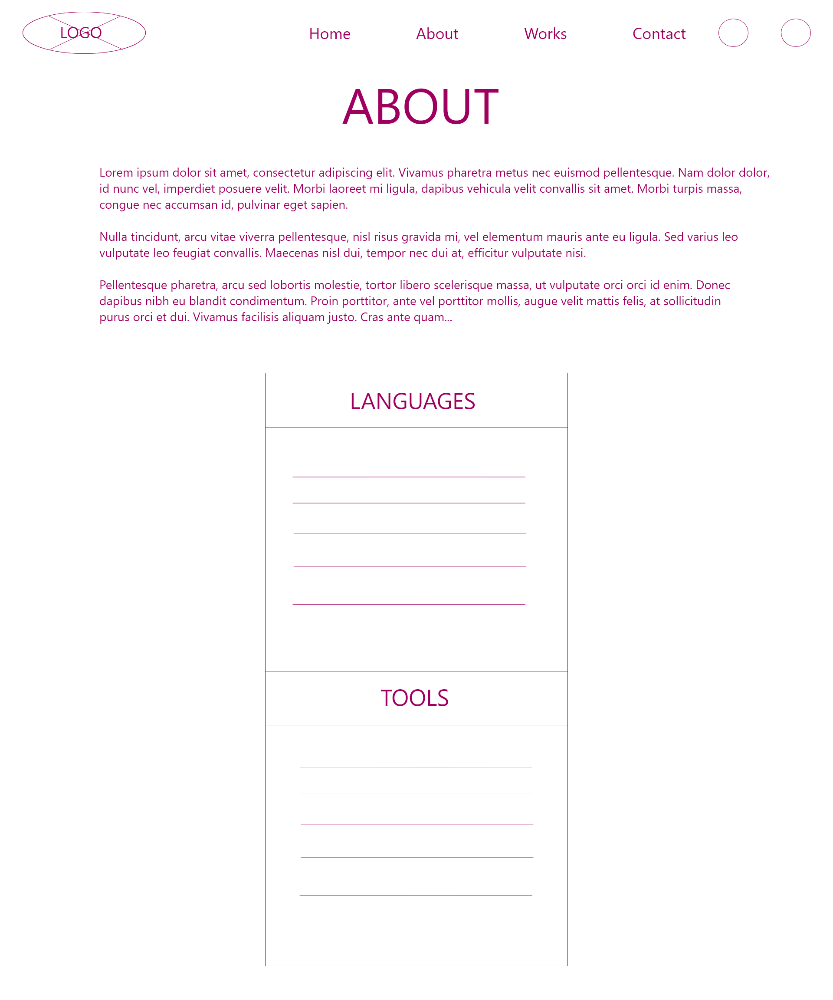 LOGO
Home About Works Contact
ABOUT
Lorem ipsum dolor sit amet, consectetur adipiscing elit. Vivamus pharetra metus nec euismod pellentesque. Nam dolor dolor,
id nunc vel, imperdiet posuere velit. Morbi laoreet mi ligula, dapibus vehicula velit convallis sit amet. Morbi turpis massa,
congue nec accumsan id, pulvinar eget sapien.
Nulla tincidunt, arcu vitae viverra pellentesque, nisl risus gravida mi, vel elementum mauris ante eu ligula. Sed varius leo
vulputate leo feugiat convallis. Maecenas nisl dui, tempor nec dui at, efficitur vulputate nisi.
Pellentesque pharetra, arcu sed lobortis molestie, tortor libero scelerisque massa, ut vulputate orci orci id enim. Donec
dapibus nibh eu blandit condimentum. Proin porttitor, ante vel porttitor mollis, augue velit mattis felis, at sollicitudin
purus orci et dui. Vivamus facilisis aliquam justo. Cras ante quam...
LANGUAGES
TOOLS